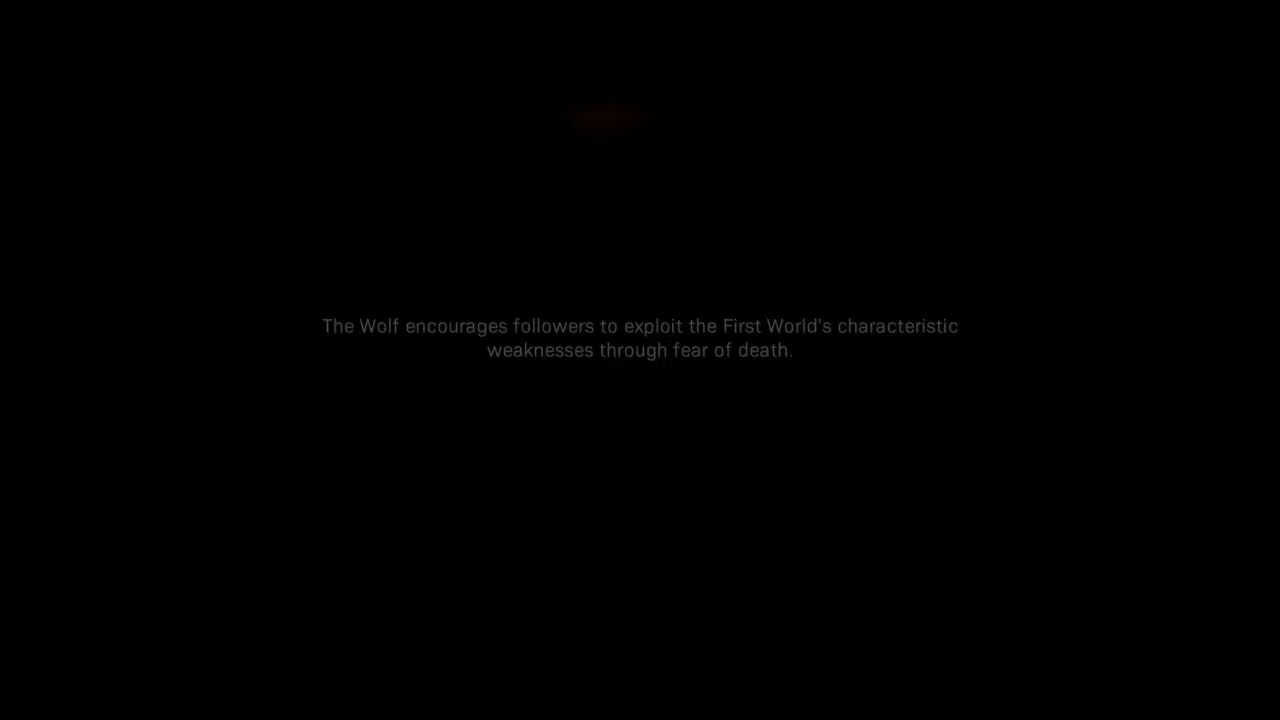 The Wolf encourages followers to exploit the First World's characteristic
weaknesses through fear of death.